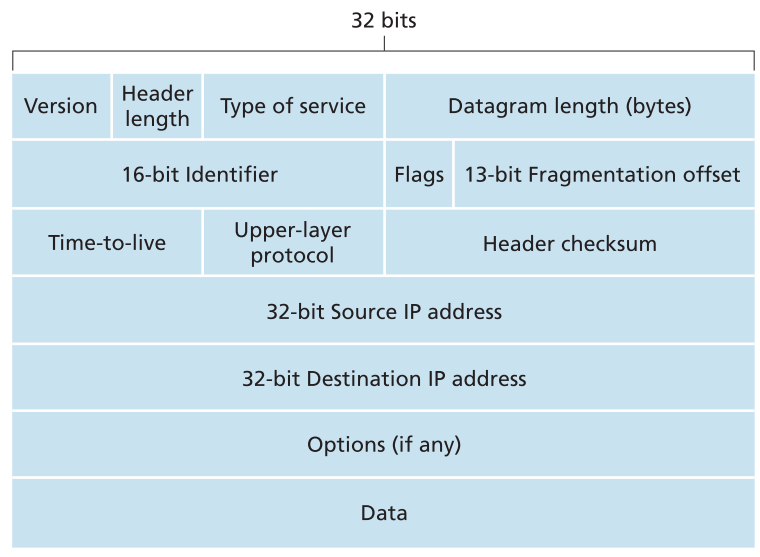 32 bits
Version
Header
length
Type of service
Datagram length (bytes)
16-bit Identifier
Flags
13-bit Fragmentation offset
Time-to-live
Upper-layer
protocol
Header checksum
32-bit Source IP address
32-bit Destination IP address
Options (if any)
Data